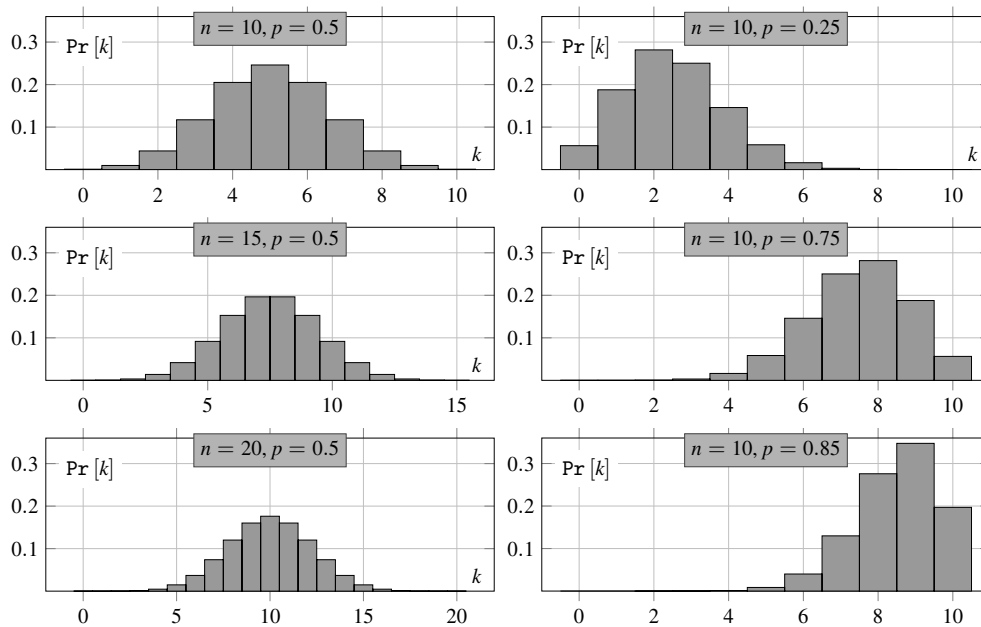 n = 10, p = 0.5
Pr [k]
0.3
0.2
0.1
k
0 2 4 6 8 10
n = 10, p = 0.25
Pr [k]
0.3
0.2
0.1
k
0 2 4 6 8 10
n = 15, p = 0.5
Pr [k]
0.3
0.2
0.1
k
0 5 10 15
n = 10, p = 0.75
Pr [k]
0.3
0.2
0.1
0 2 4 6 8 10
n = 20, p = 0.5
Pr [k]
0.3
0.2
0.1
k
0 5 10 15 20
n = 10, p = 0.85
Pr [k]
0.3
0.2
0.1
0 2 4 6 8 10